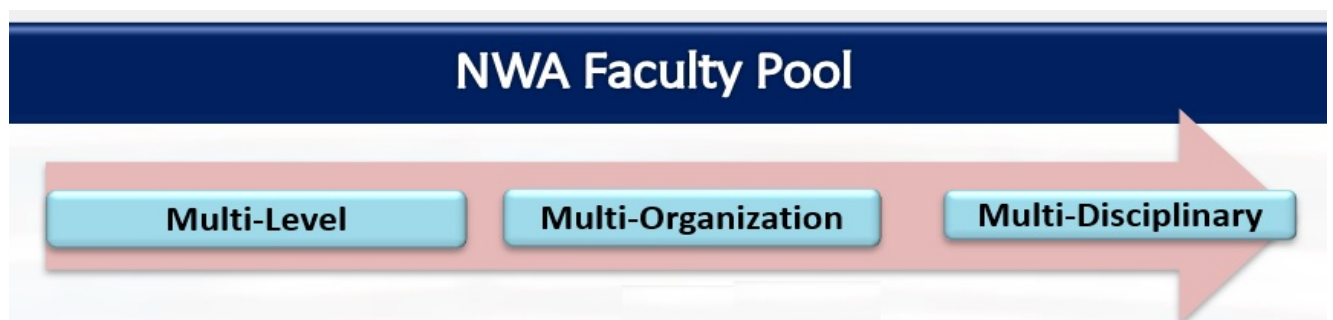 NWA Faculty Pool
Multi-Level
Multi-Organization
Multi-Disciplinary